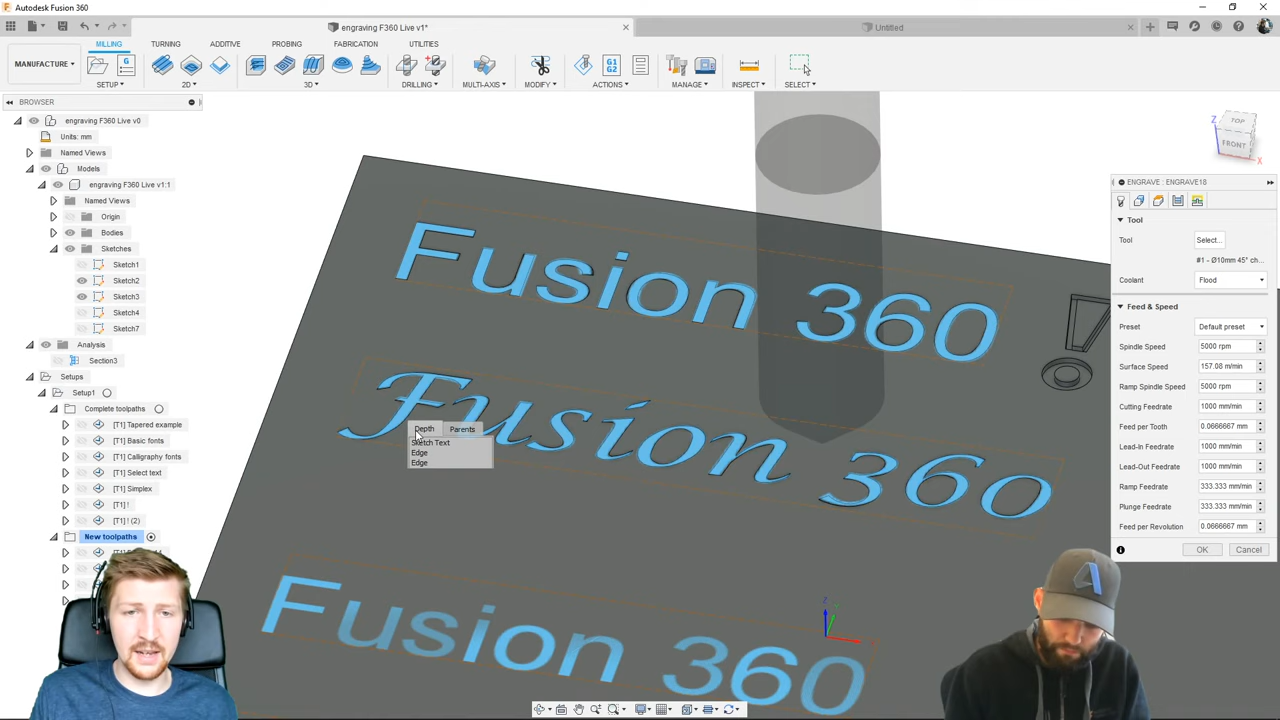 Autodesk Fusion 360
engraving F360 Live v1*
Untitled
MANUFACTURE
MILLING
TURNING
ADDITIVE
PROBING
FABRICATION
UTILITIES
SETUP
2D
3D
DRILLING
MULTI-AXIS
MODIFY
G1
G2
ACTIONS
MANAGE
INSPECT
SELECT
BROWSER
engraving F360 Live v0
Units: mm
Named Views
Models
engraving F360 Live v1:1
Named Views
Origin
Bodies
Sketches
Sketch1
Sketch2
Sketch3
Sketch4
Sketch7
Analysis
Section3
Setups
Setup1
Complete toolpaths
[T1] Tapered example
[T1] Basic fonts
[T1] Calligraphy fonts
[T1] Select text
[T1] Simplex
[T1] !
[T1] ! (2)
New toolpaths
Fusion 360
!
Fusion 360
Fusion 360
Depth
Parents
Sketch Text
Edge
Edge
Z
X
TOP
FRONT
Z
X
ENGRAVE : ENGRAVE18
Tool
Tool
Select...
#1 - Ø10mm 45° ch...
Coolant
Flood
Feed & Speed
Preset
Default preset
Spindle Speed
5000 rpm
Surface Speed
157.08 m/min
Ramp Spindle Speed
5000 rpm
Cutting Feedrate
1000 mm/min
Feed per Tooth
0.0666667 mm
Lead-In Feedrate
1000 mm/min
Lead-Out Feedrate
1000 mm/min
Ramp Feedrate
333.333 mm/min
Plunge Feedrate
333.333 mm/min
Feed per Revolution
0.0666667 mm
OK
Cancel